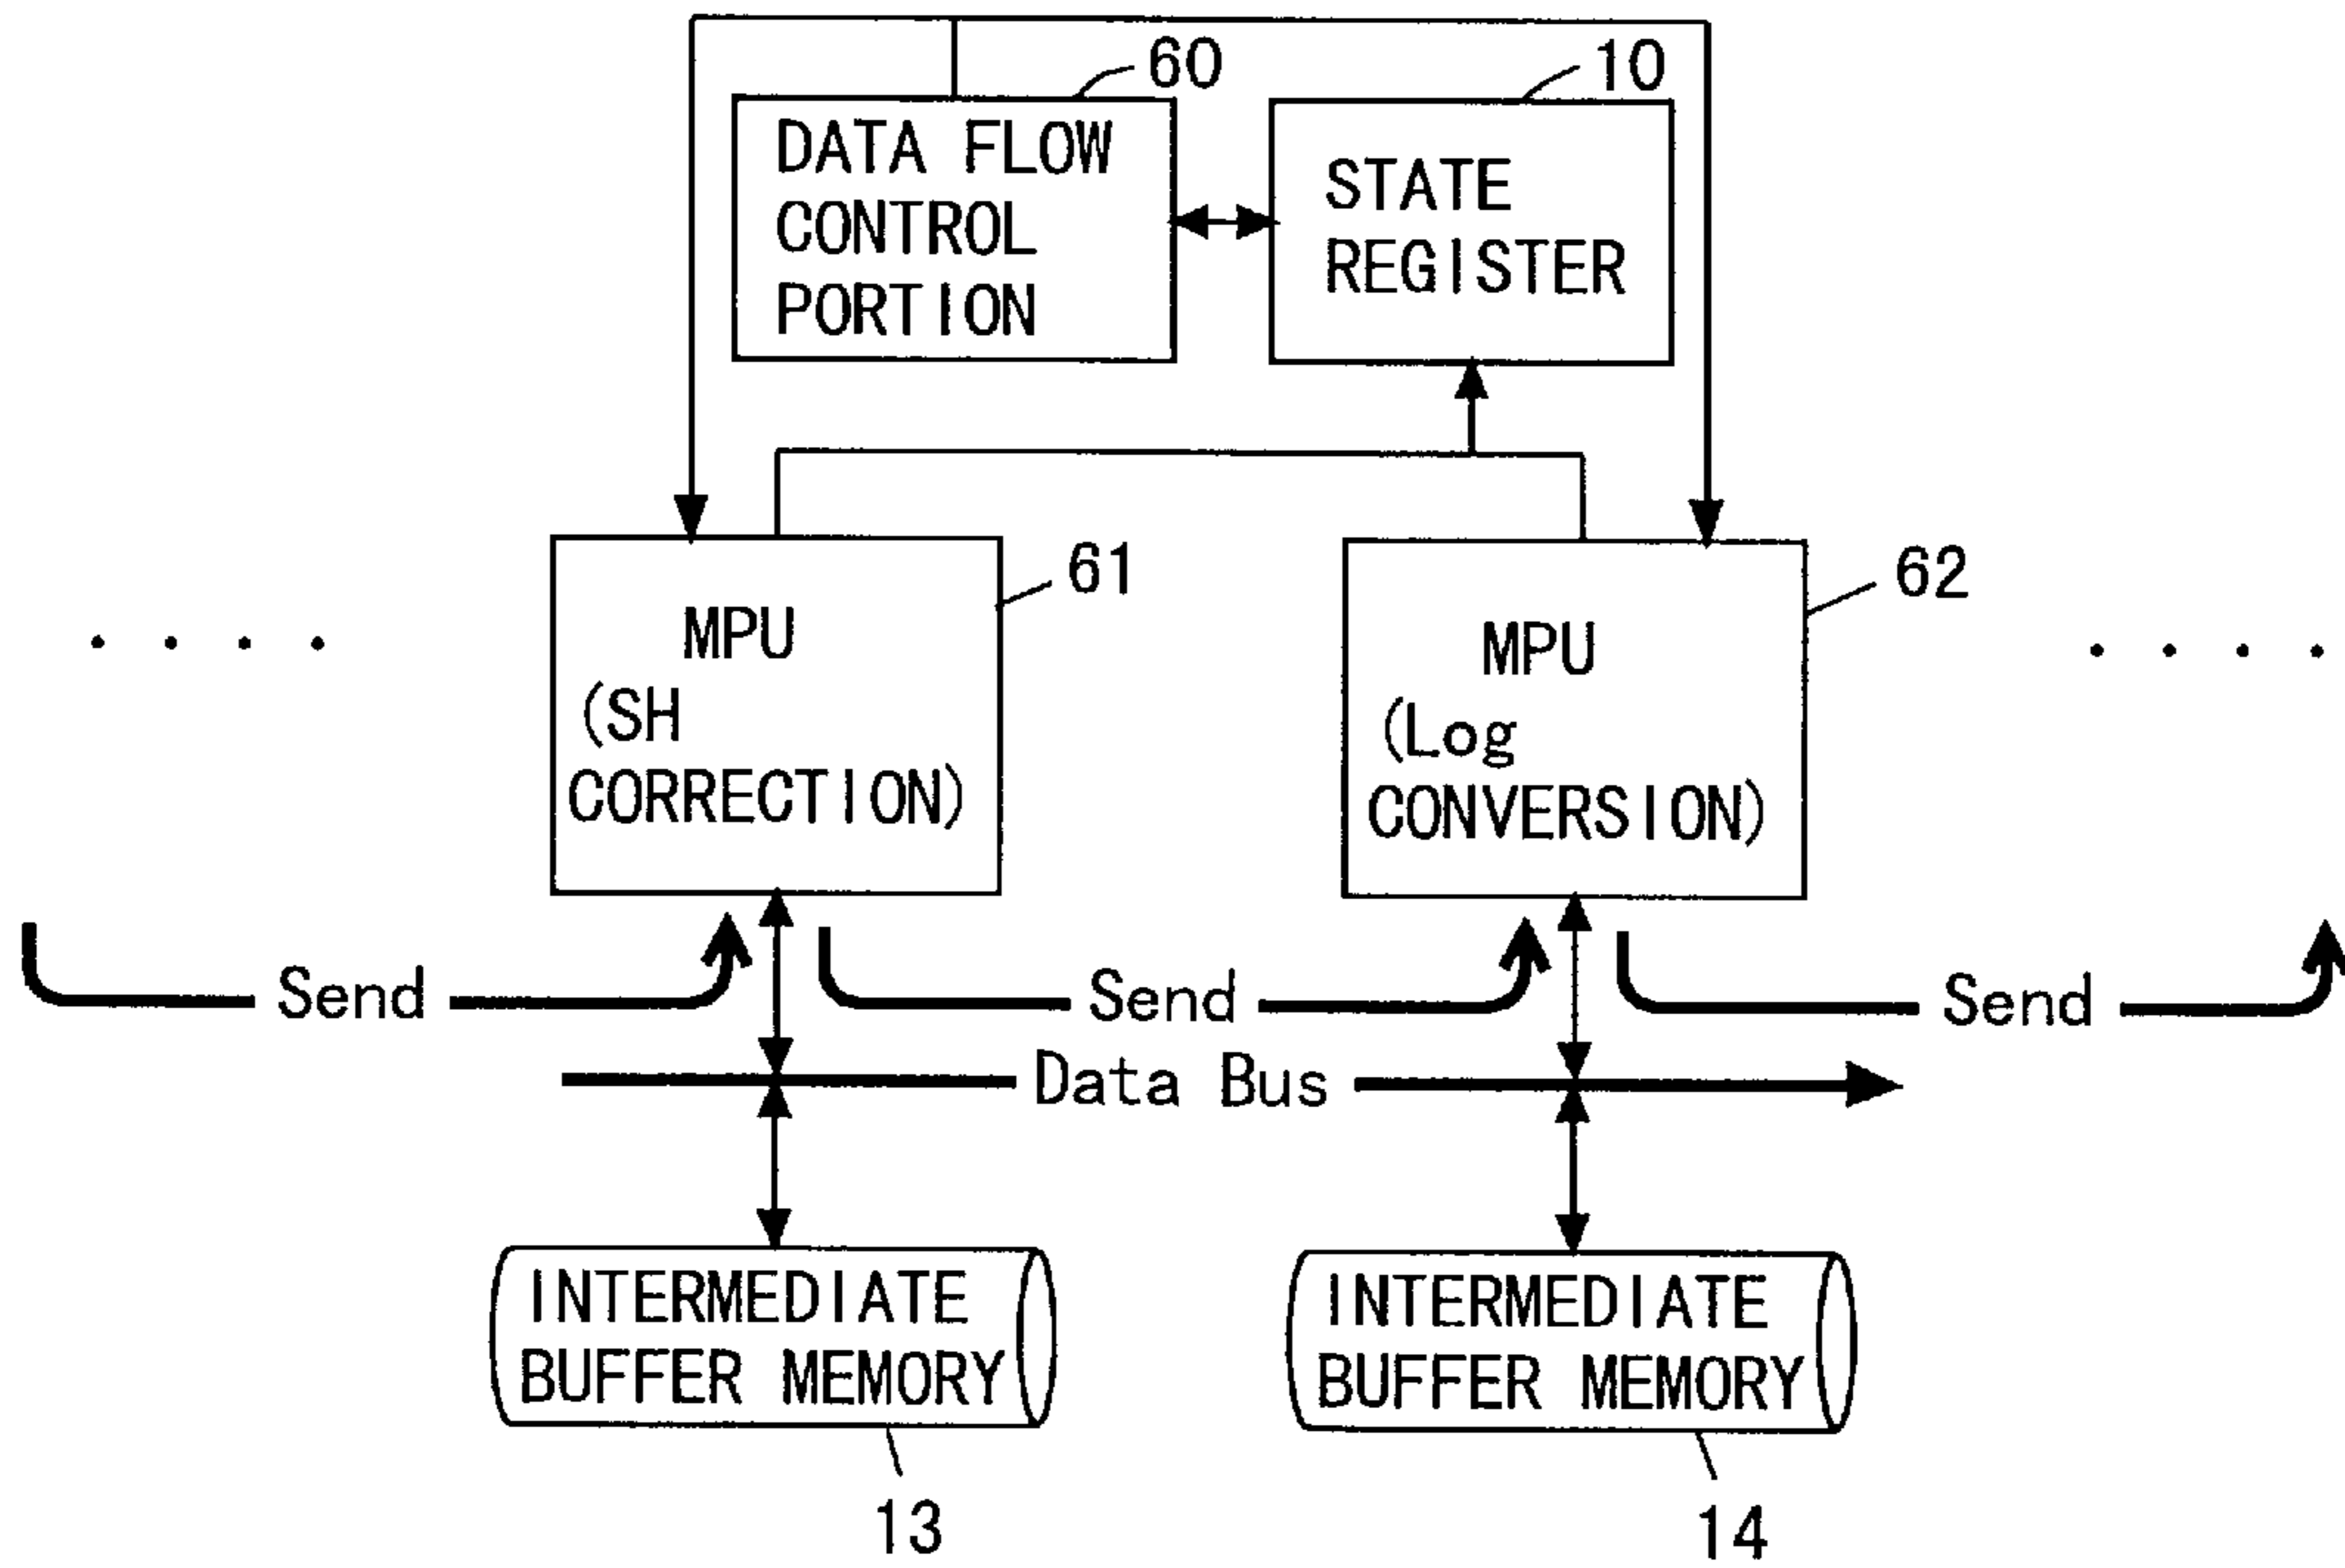 60
10
DATA FLOW
CONTROL
PORTION
STATE
REGISTER
61
62
MPU
(SH
CORRECTION)
MPU
(Log
CONVERSION)
Send
Send
Send
Data Bus
INTERMEDIATE
BUFFER MEMORY
INTERMEDIATE
BUFFER MEMORY
13
14